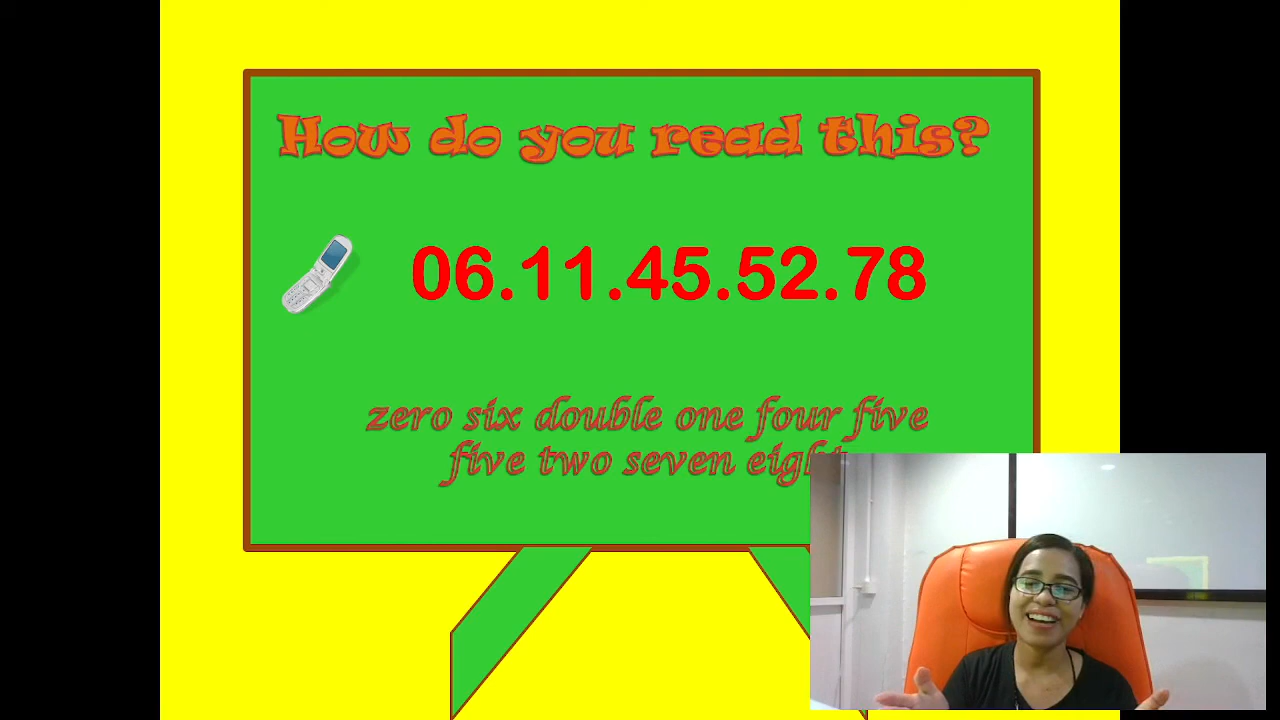 How do you read this?
06.11.45.52.78
zero six double one four five
five two seven eight